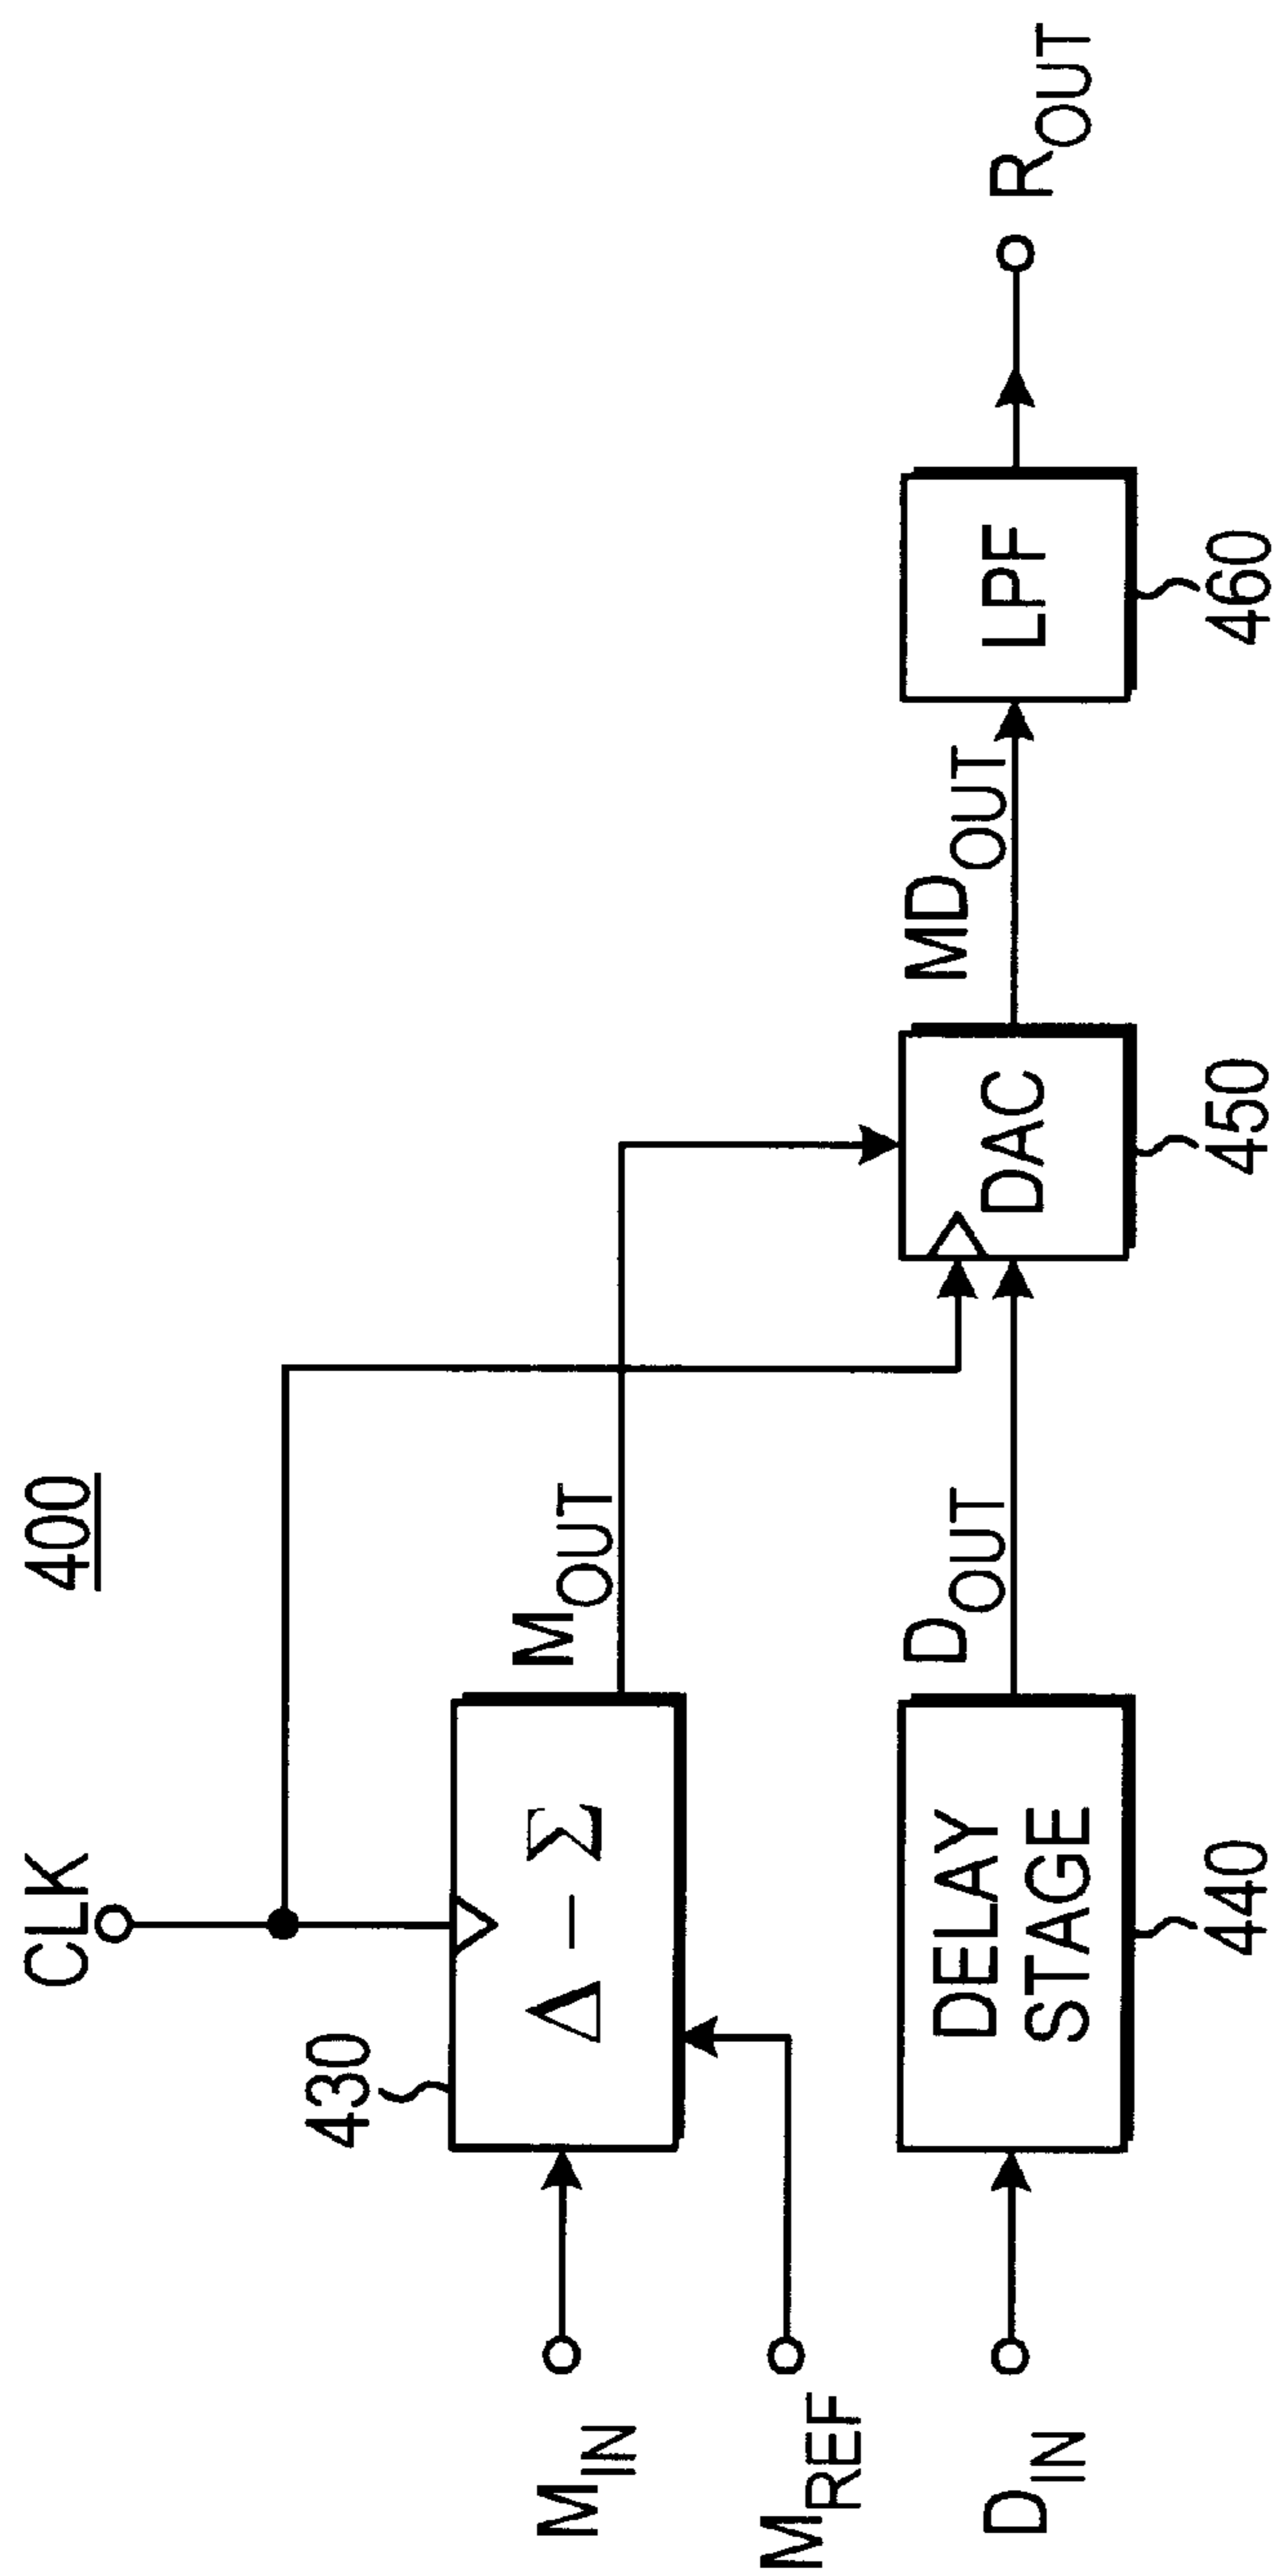 400
CLK
430
Δ – Σ
M_OUT
M_IN
M_REF
D_IN
DELAY
STAGE
440
D_OUT
DAC
450
MD_OUT
LPF
460
R_OUT